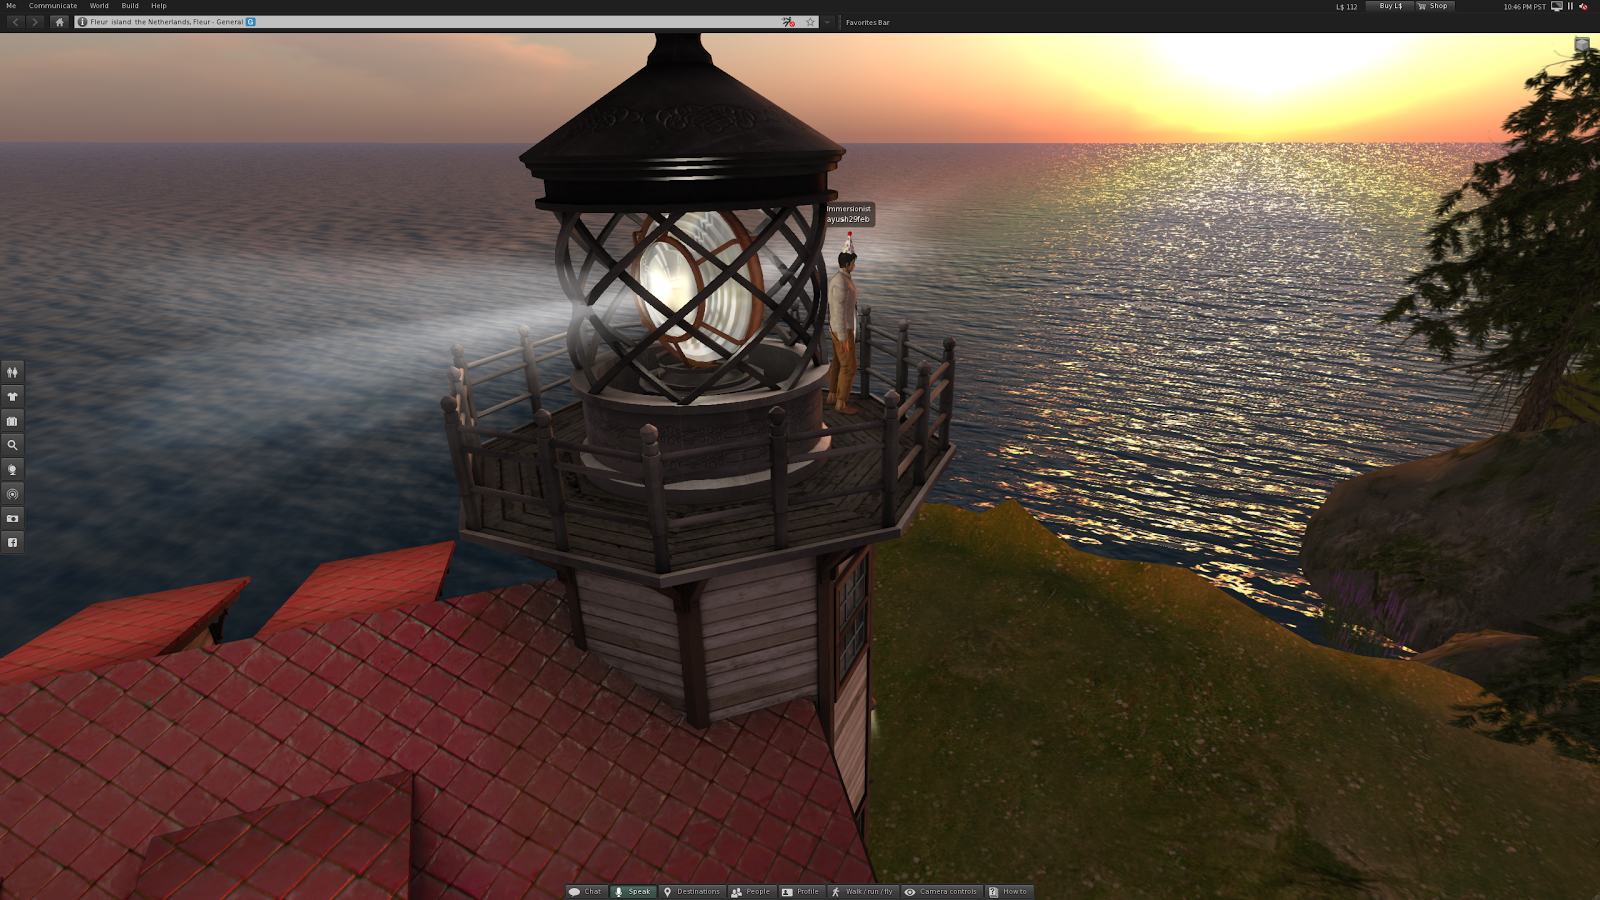 Me Communicate World Build Help
L$ 112 Buy L$ Shop 10:46 PM PST
Fleur island the Netherlands, Fleur - General G
Favorites Bar
Immersionist
ayush29feb
Chat Speak Destinations People Profile Walk / run / fly Camera controls How to